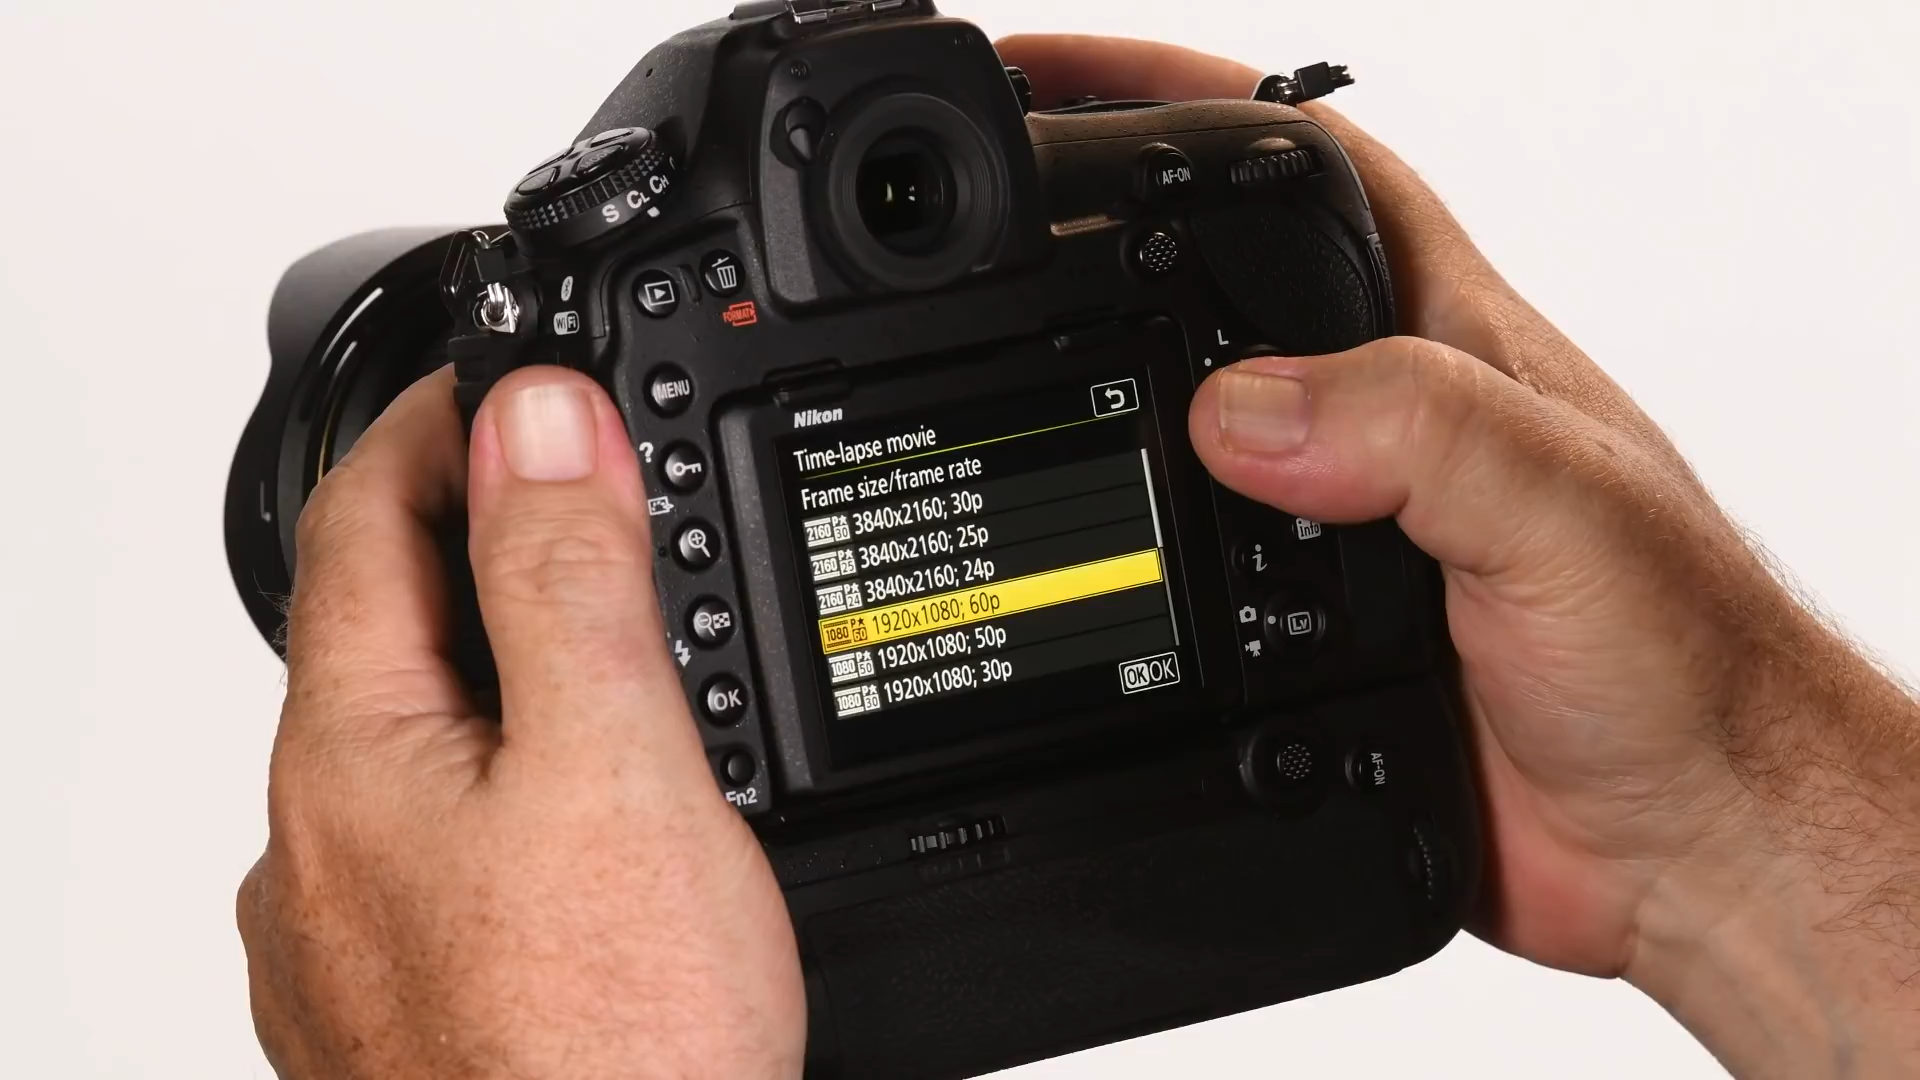 S CL CH
AF-ON
WiFi
FORMAT
MENU
?
L
Nikon
Time-lapse movie
Frame size/frame rate
2160 P★ 30 3840x2160; 30p
2160 P★ 25 3840x2160; 25p
2160 P★ 24 3840x2160; 24p
1080 P★ 60 1920x1080; 60p
1080 P★ 50 1920x1080; 50p
1080 P★ 30 1920x1080; 30p
OK OK
info
i
Lv
OK
Fn2
AF-ON